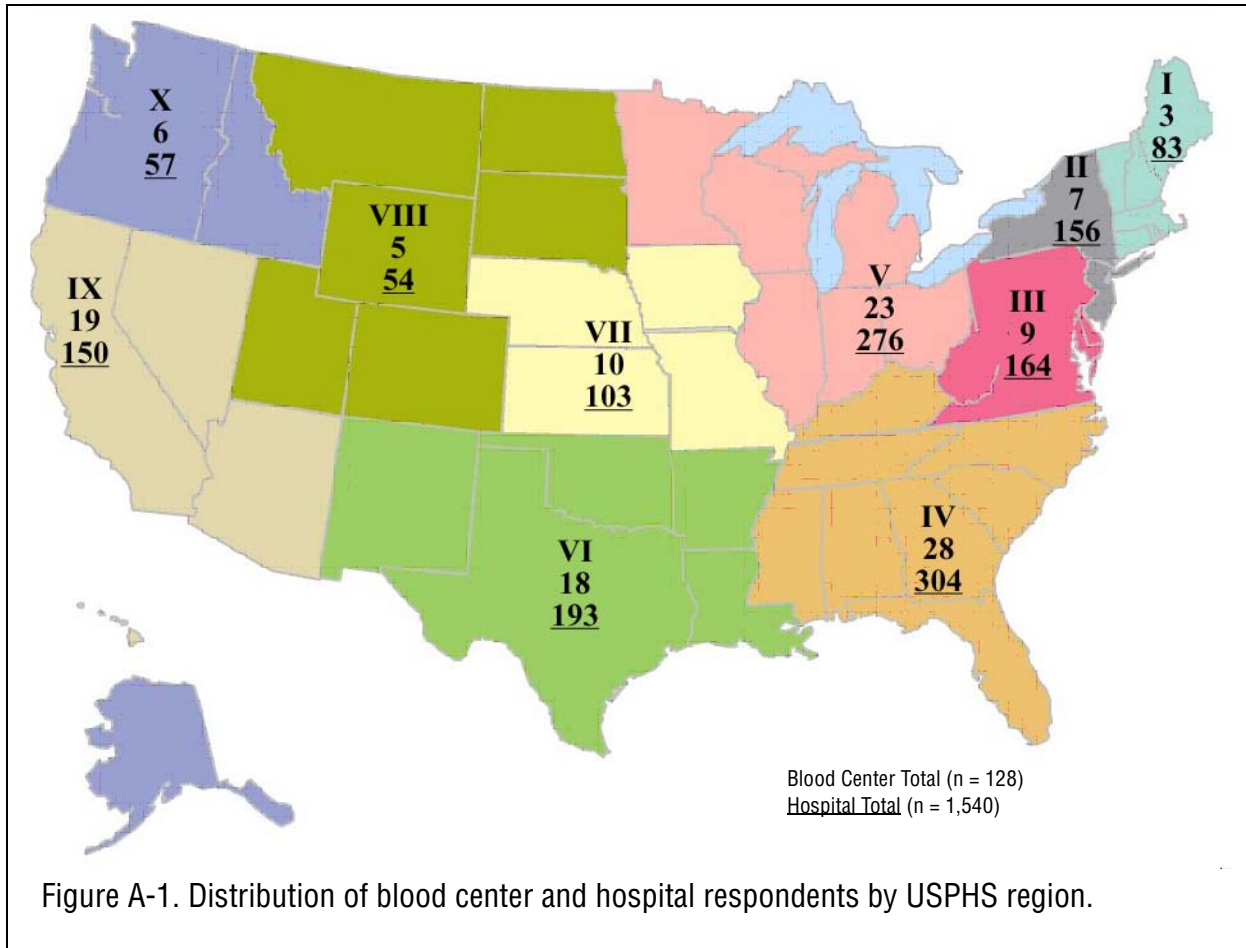 X
6
57
VIII
5
54
IX
19
150
VII
10
103
VI
18
193
V
23
276
IV
28
304
III
9
164
II
7
156
I
3
83
Blood Center Total (n = 128)
Hospital Total (n = 1,540)
Figure A-1. Distribution of blood center and hospital respondents by USPHS region.